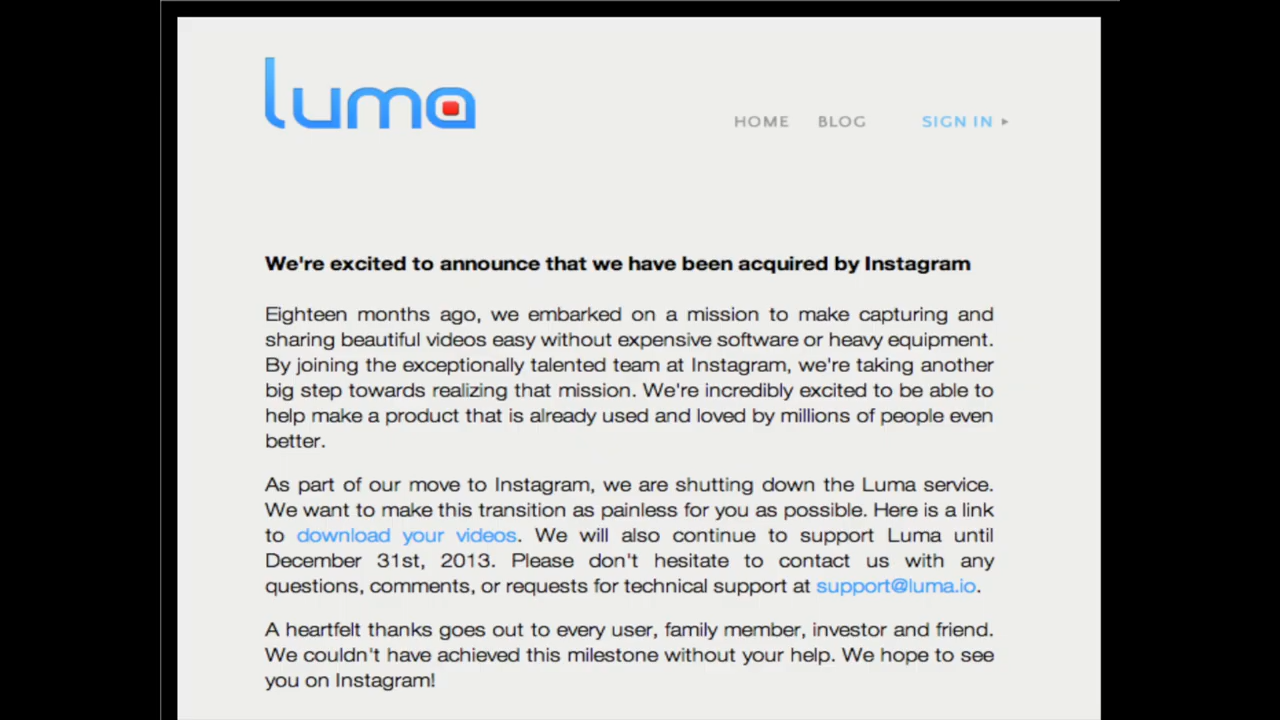 luma
HOME BLOG SIGN IN ▸
We're excited to announce that we have been acquired by Instagram
Eighteen months ago, we embarked on a mission to make capturing and
sharing beautiful videos easy without expensive software or heavy equipment.
By joining the exceptionally talented team at Instagram, we're taking another
big step towards realizing that mission. We're incredibly excited to be able to
help make a product that is already used and loved by millions of people even
better.
As part of our move to Instagram, we are shutting down the Luma service.
We want to make this transition as painless for you as possible. Here is a link
to download your videos. We will also continue to support Luma until
December 31st, 2013. Please don't hesitate to contact us with any
questions, comments, or requests for technical support at support@luma.io.
A heartfelt thanks goes out to every user, family member, investor and friend.
We couldn't have achieved this milestone without your help. We hope to see
you on Instagram!